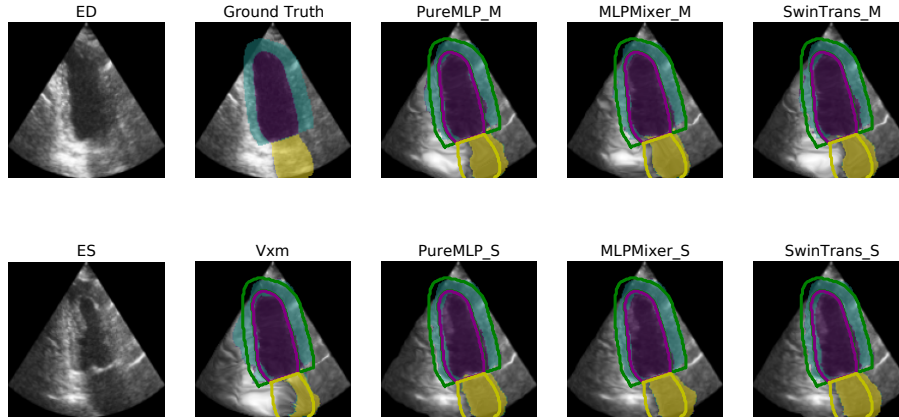 ED
Ground Truth
PureMLP_M
MLPMixer_M
SwinTrans_M
ES
Vxm
PureMLP_S
MLPMixer_S
SwinTrans_S